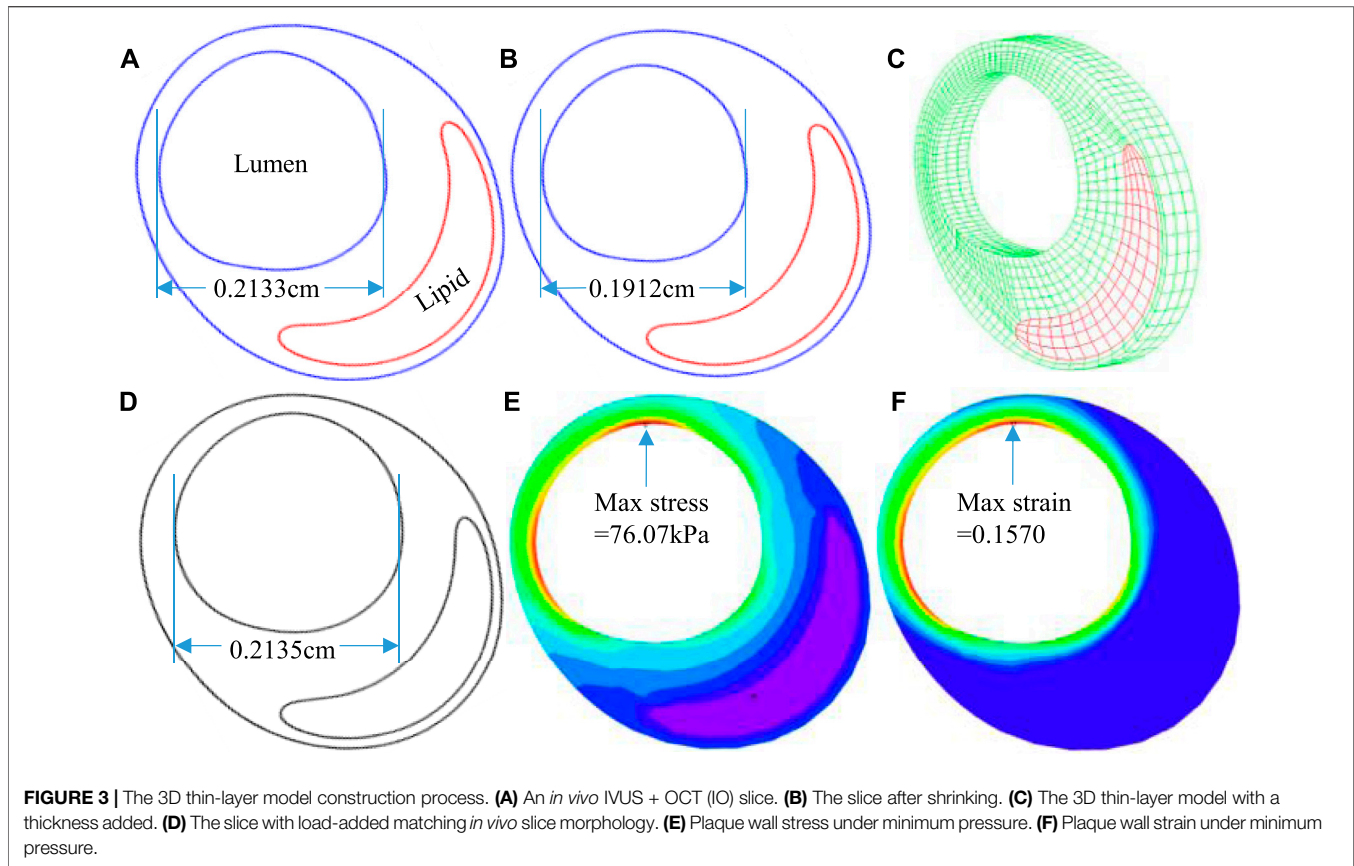 A
B
C
Lumen
Lipid
0.2133cm
0.1912cm
D
E
F
Max stress
=76.07kPa
Max strain
=0.1570
0.2135cm
FIGURE 3 | The 3D thin-layer model construction process. (A) An in vivo IVUS + OCT (IO) slice. (B) The slice after shrinking. (C) The 3D thin-layer model with a
thickness added. (D) The slice with load-added matching in vivo slice morphology. (E) Plaque wall stress under minimum pressure. (F) Plaque wall strain under minimum
pressure.